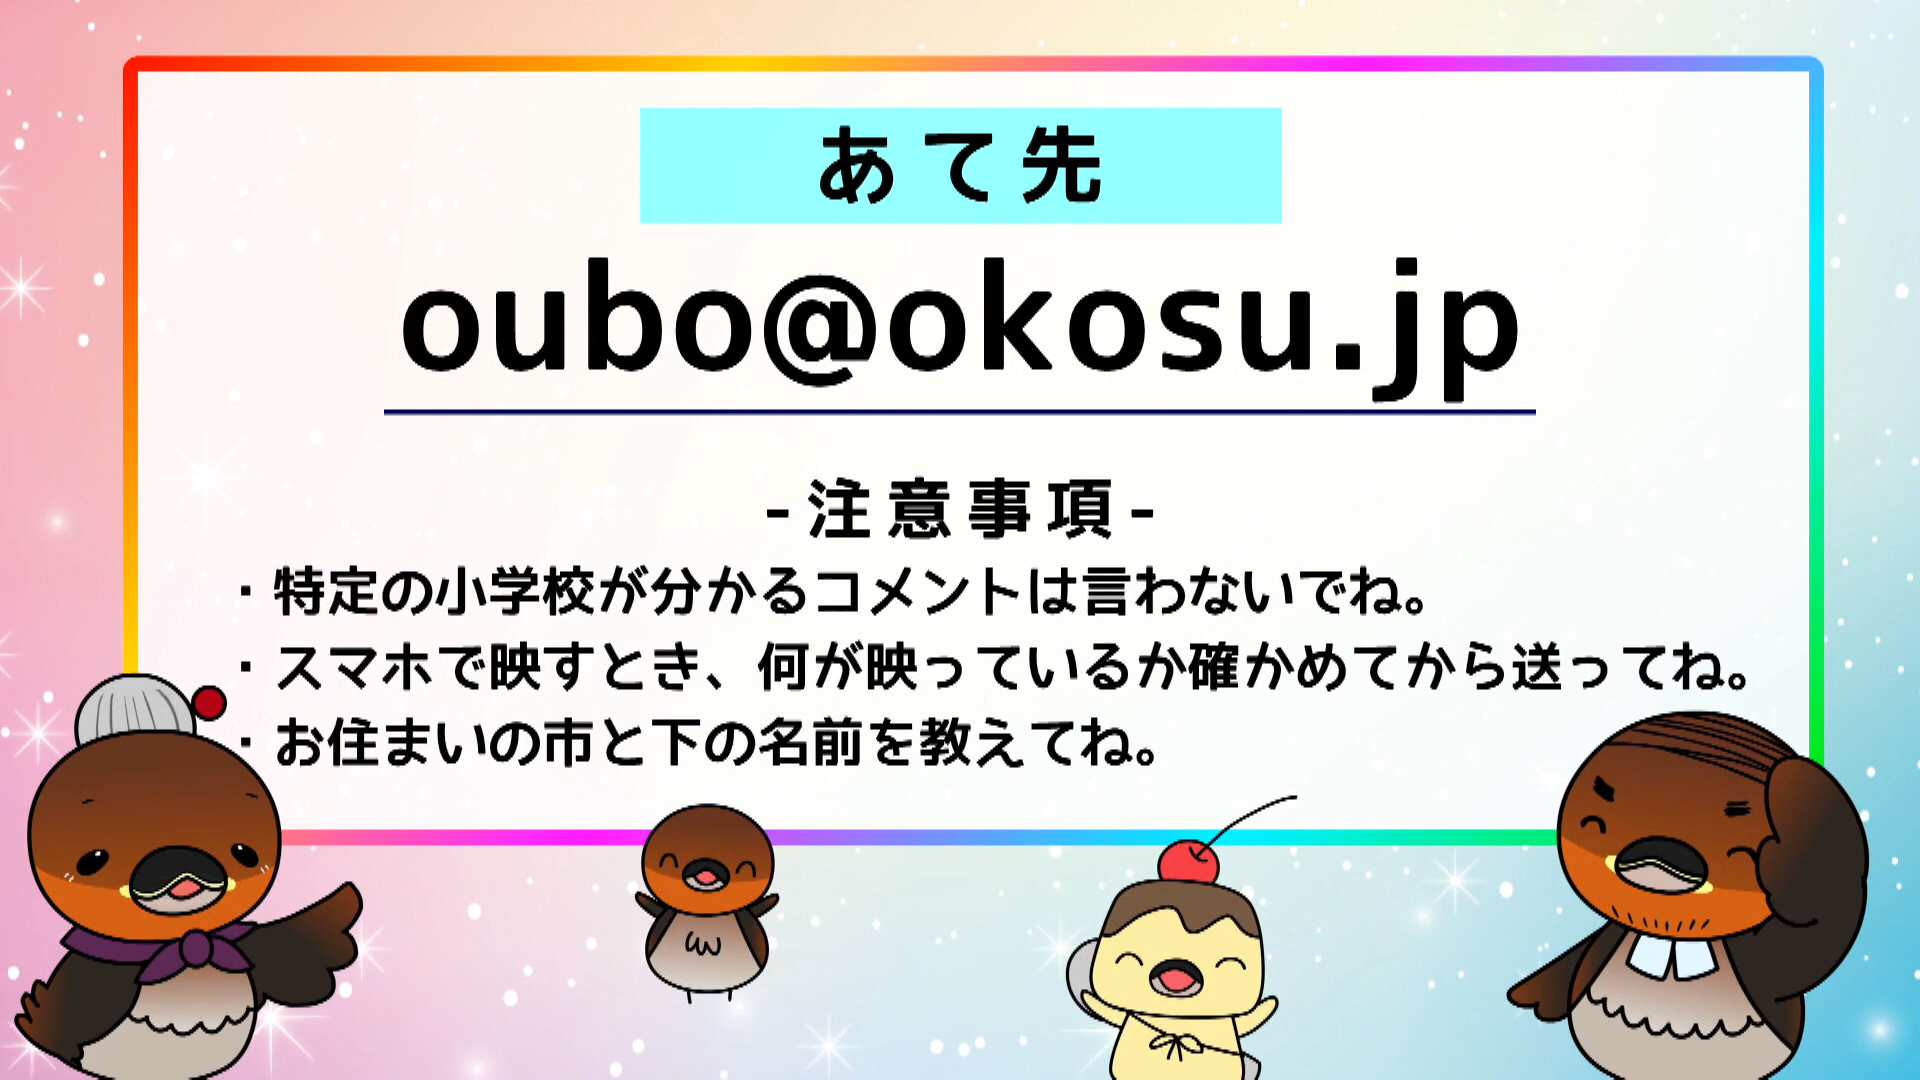 あて先
oubo@okosu.jp
-注意事項-
・特定の小学校が分かるコメントは言わないでね。
・スマホで映すとき、何が映っているか確かめてから送ってね。
・お住まいの市と下の名前を教えてね。